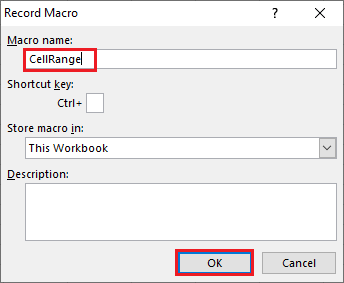 Record Macro
? ×
Macro name:
CellRange
Shortcut key:
Ctrl+
Store macro in:
This Workbook
Description:
OK Cancel